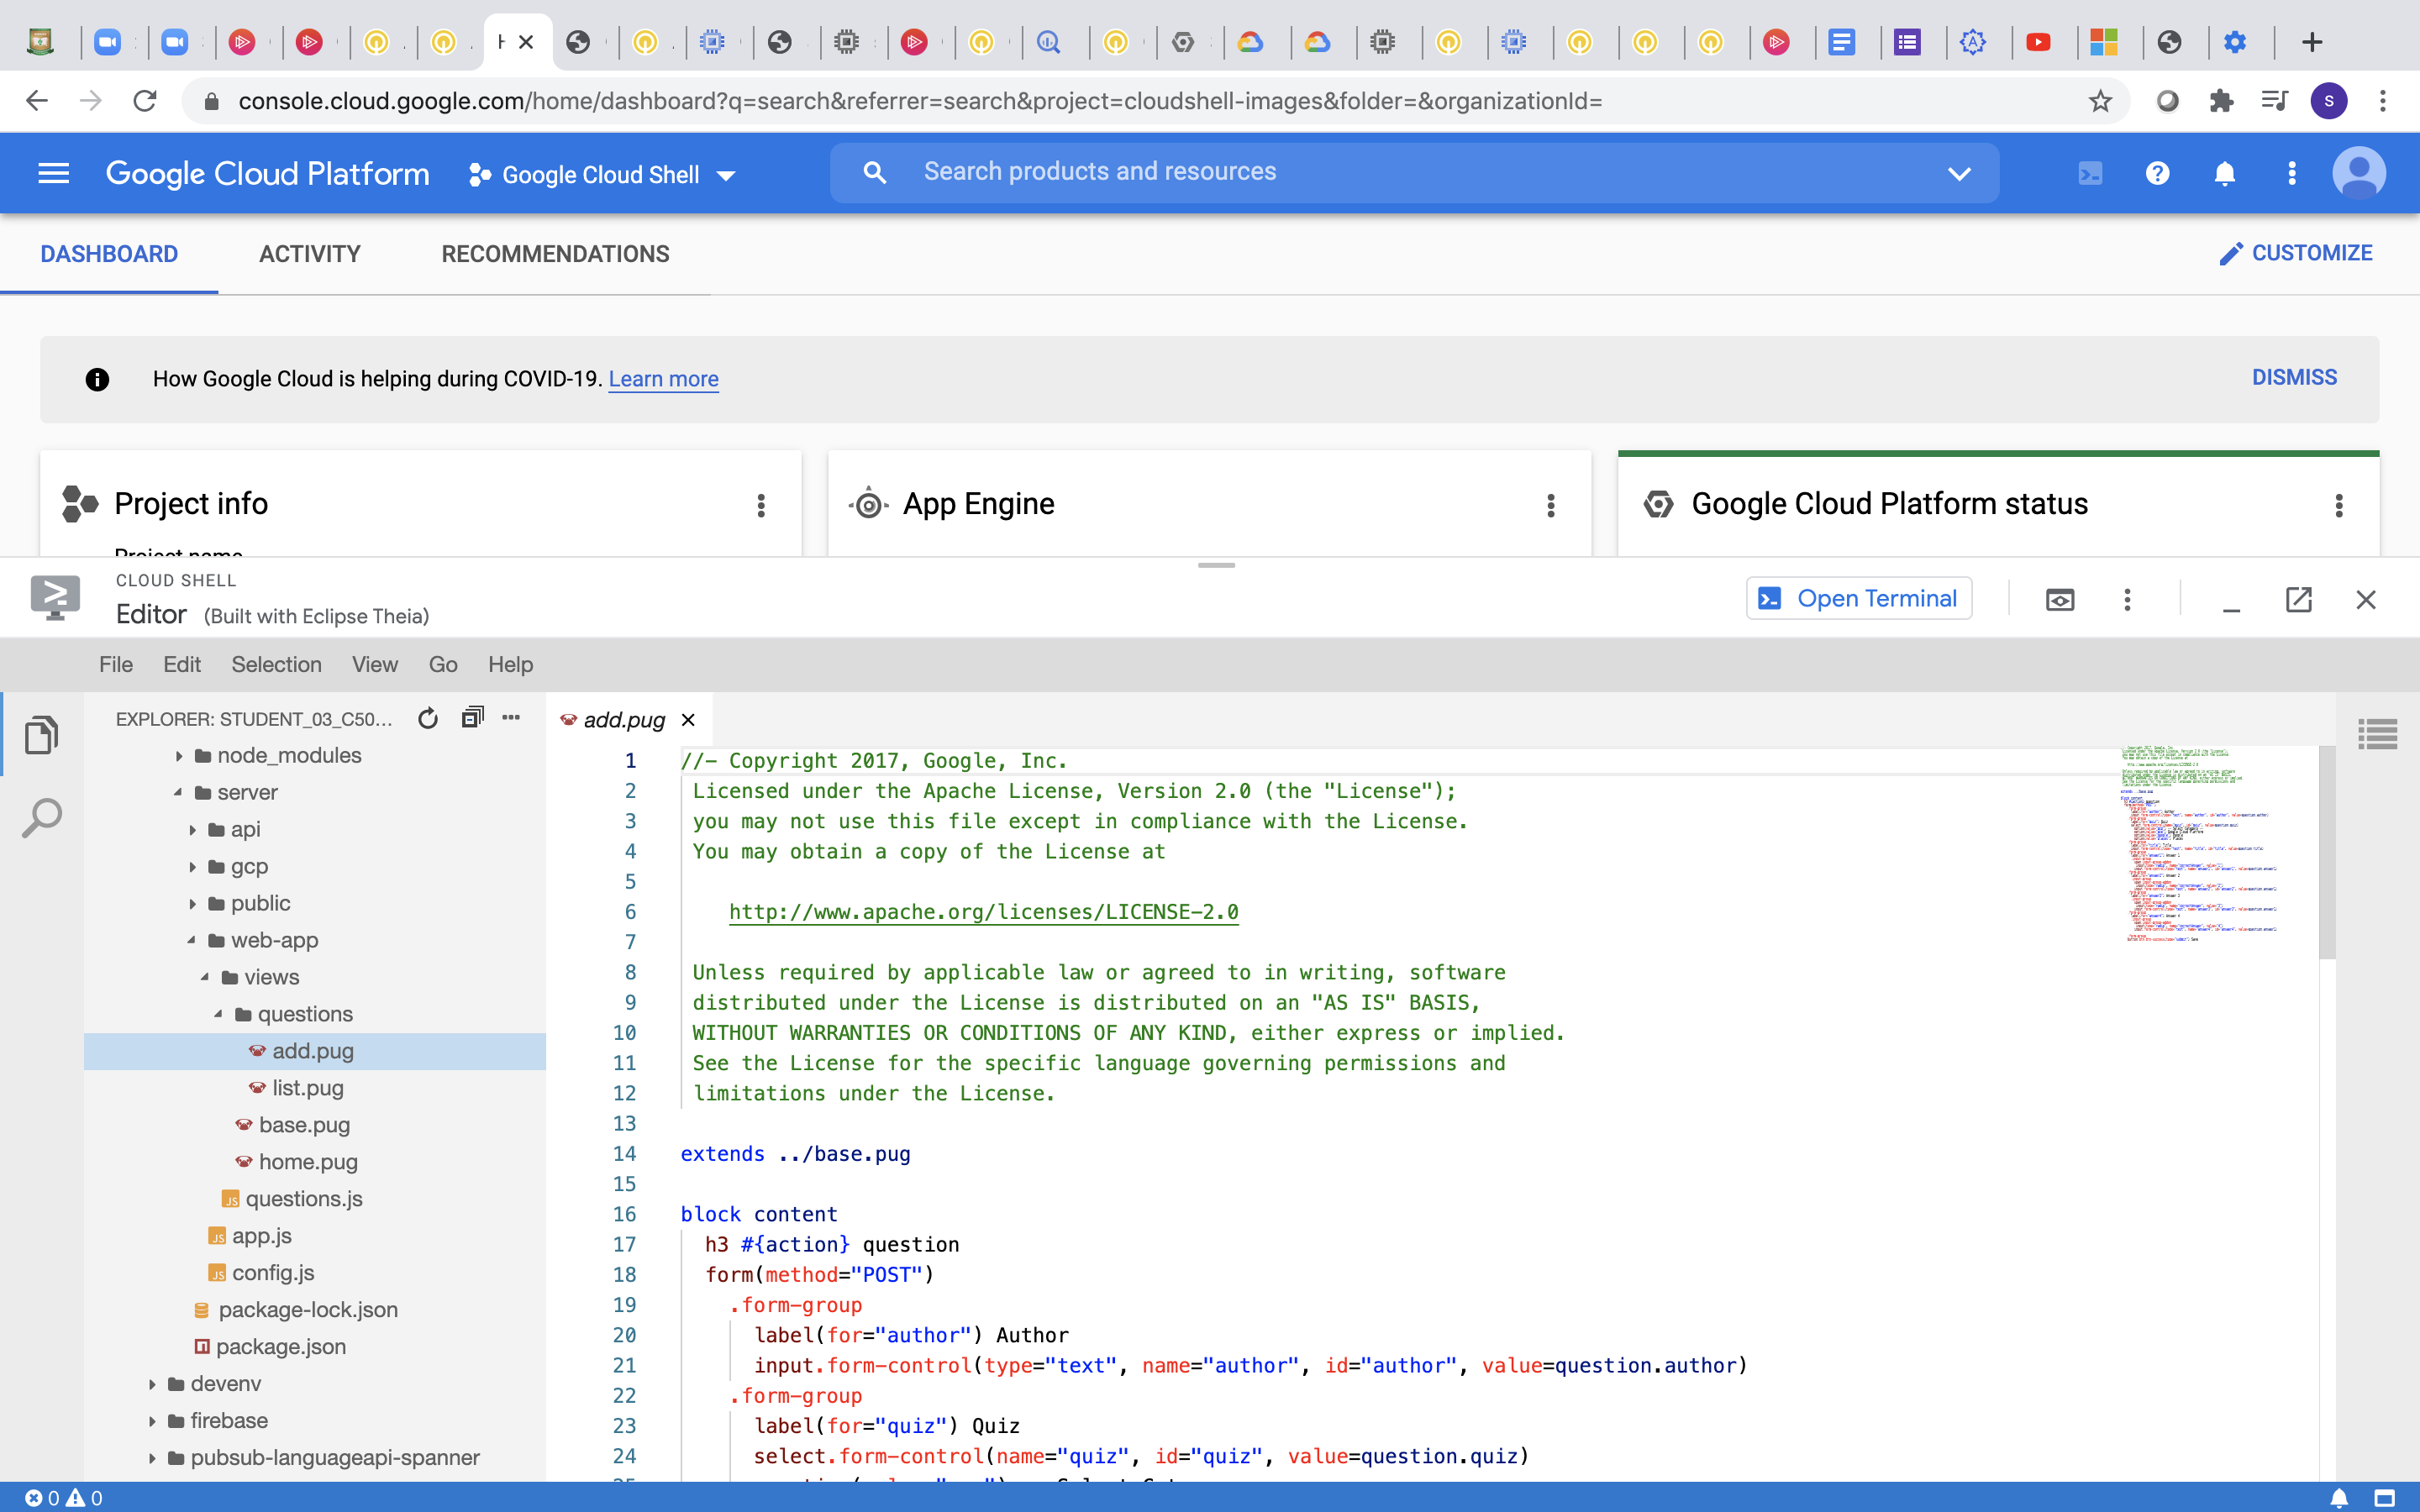 console.cloud.google.com/home/dashboard?q=search&referrer=search&project=cloudshell-images&folder=&organizationId=
S
Google Cloud Platform
Google Cloud Shell
Search products and resources
DASHBOARD
ACTIVITY
RECOMMENDATIONS
CUSTOMIZE
How Google Cloud is helping during COVID-19. Learn more
DISMISS
Project info
App Engine
Google Cloud Platform status
Project name
CLOUD SHELL
Editor (Built with Eclipse Theia)
Open Terminal
File Edit Selection View Go Help
EXPLORER: STUDENT_03_C50...
node_modules
server
api
gcp
public
web-app
views
questions
add.pug
list.pug
base.pug
home.pug
JS questions.js
JS app.js
JS config.js
package-lock.json
package.json
devenv
firebase
pubsub-languageapi-spanner
add.pug
1 //- Copyright 2017, Google, Inc.
2 Licensed under the Apache License, Version 2.0 (the "License");
3 you may not use this file except in compliance with the License.
4 You may obtain a copy of the License at
5
6 http://www.apache.org/licenses/LICENSE-2.0
7
8 Unless required by applicable law or agreed to in writing, software
9 distributed under the License is distributed on an "AS IS" BASIS,
10 WITHOUT WARRANTIES OR CONDITIONS OF ANY KIND, either express or implied.
11 See the License for the specific language governing permissions and
12 limitations under the License.
13
14 extends ../base.pug
15
16 block content
17 h3 #{action} question
18 form(method="POST")
19 .form-group
20 label(for="author") Author
21 input.form-control(type="text", name="author", id="author", value=question.author)
22 .form-group
23 label(for="quiz") Quiz
24 select.form-control(name="quiz", id="quiz", value=question.quiz)
0 0